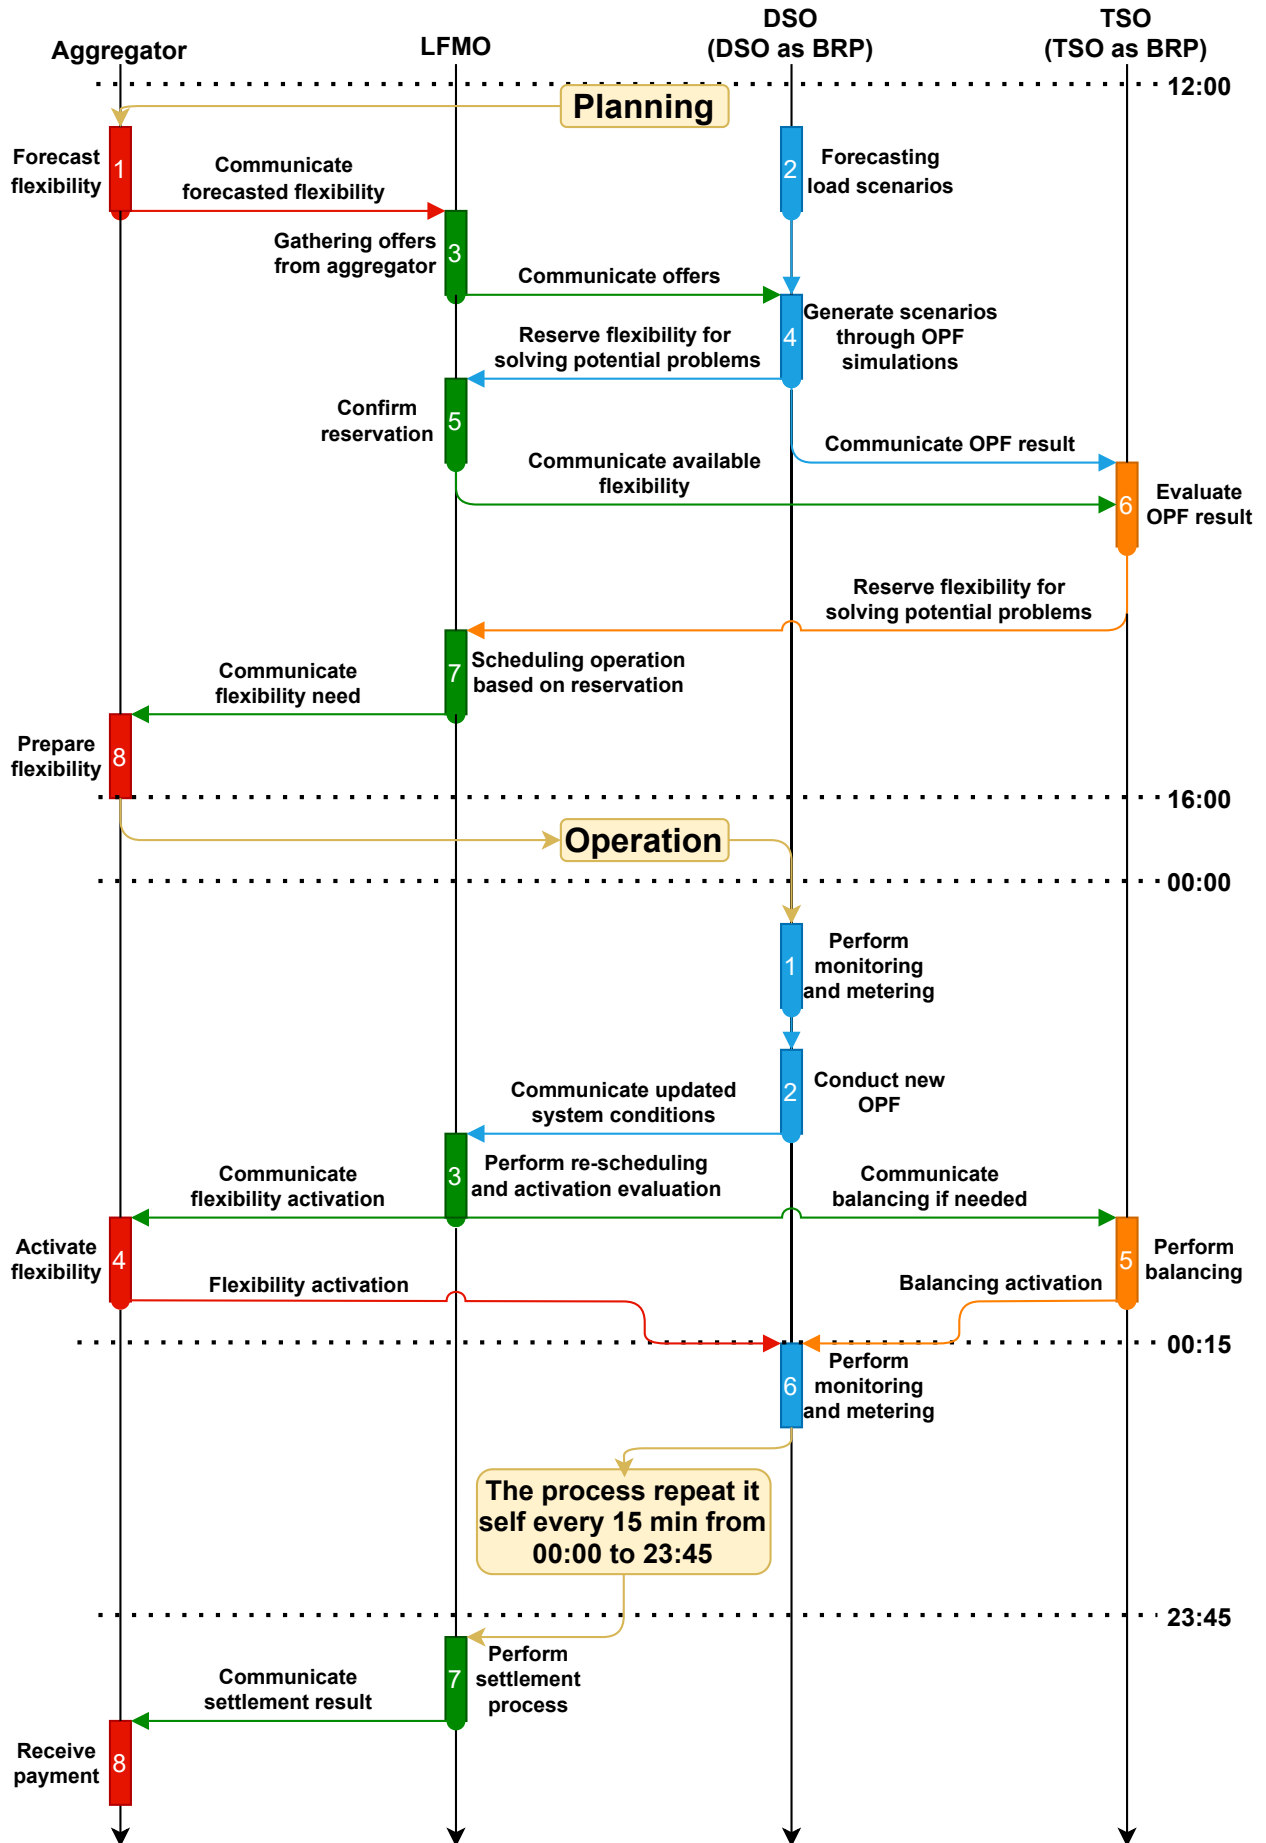 Aggregator
LFMO
DSO
(DSO as BRP)
TSO
(TSO as BRP)
12:00
Planning
Forecast
flexibility
1
Communicate
forecasted flexibility
2
Forecasting
load scenarios
Gathering offers
from aggregator
3
Communicate offers
4
Generate scenarios
through OPF
simulations
Reserve flexibility for
solving potential problems
Confirm
reservation
5
Communicate OPF result
Communicate available
flexibility
6
Evaluate
OPF result
Reserve flexibility for
solving potential problems
7
Scheduling operation
based on reservation
Communicate
flexibility need
Prepare
flexibility
8
16:00
Operation
00:00
1
Perform
monitoring
and metering
2
Conduct new
OPF
Communicate updated
system conditions
3
Perform re-scheduling
and activation evaluation
Communicate
flexibility activation
Communicate
balancing if needed
Activate
flexibility
4
5
Perform
balancing
Flexibility activation
Balancing activation
00:15
6
Perform
monitoring
and metering
The process repeat it
self every 15 min from
00:00 to 23:45
23:45
7
Perform
settlement
process
Communicate
settlement result
Receive
payment
8